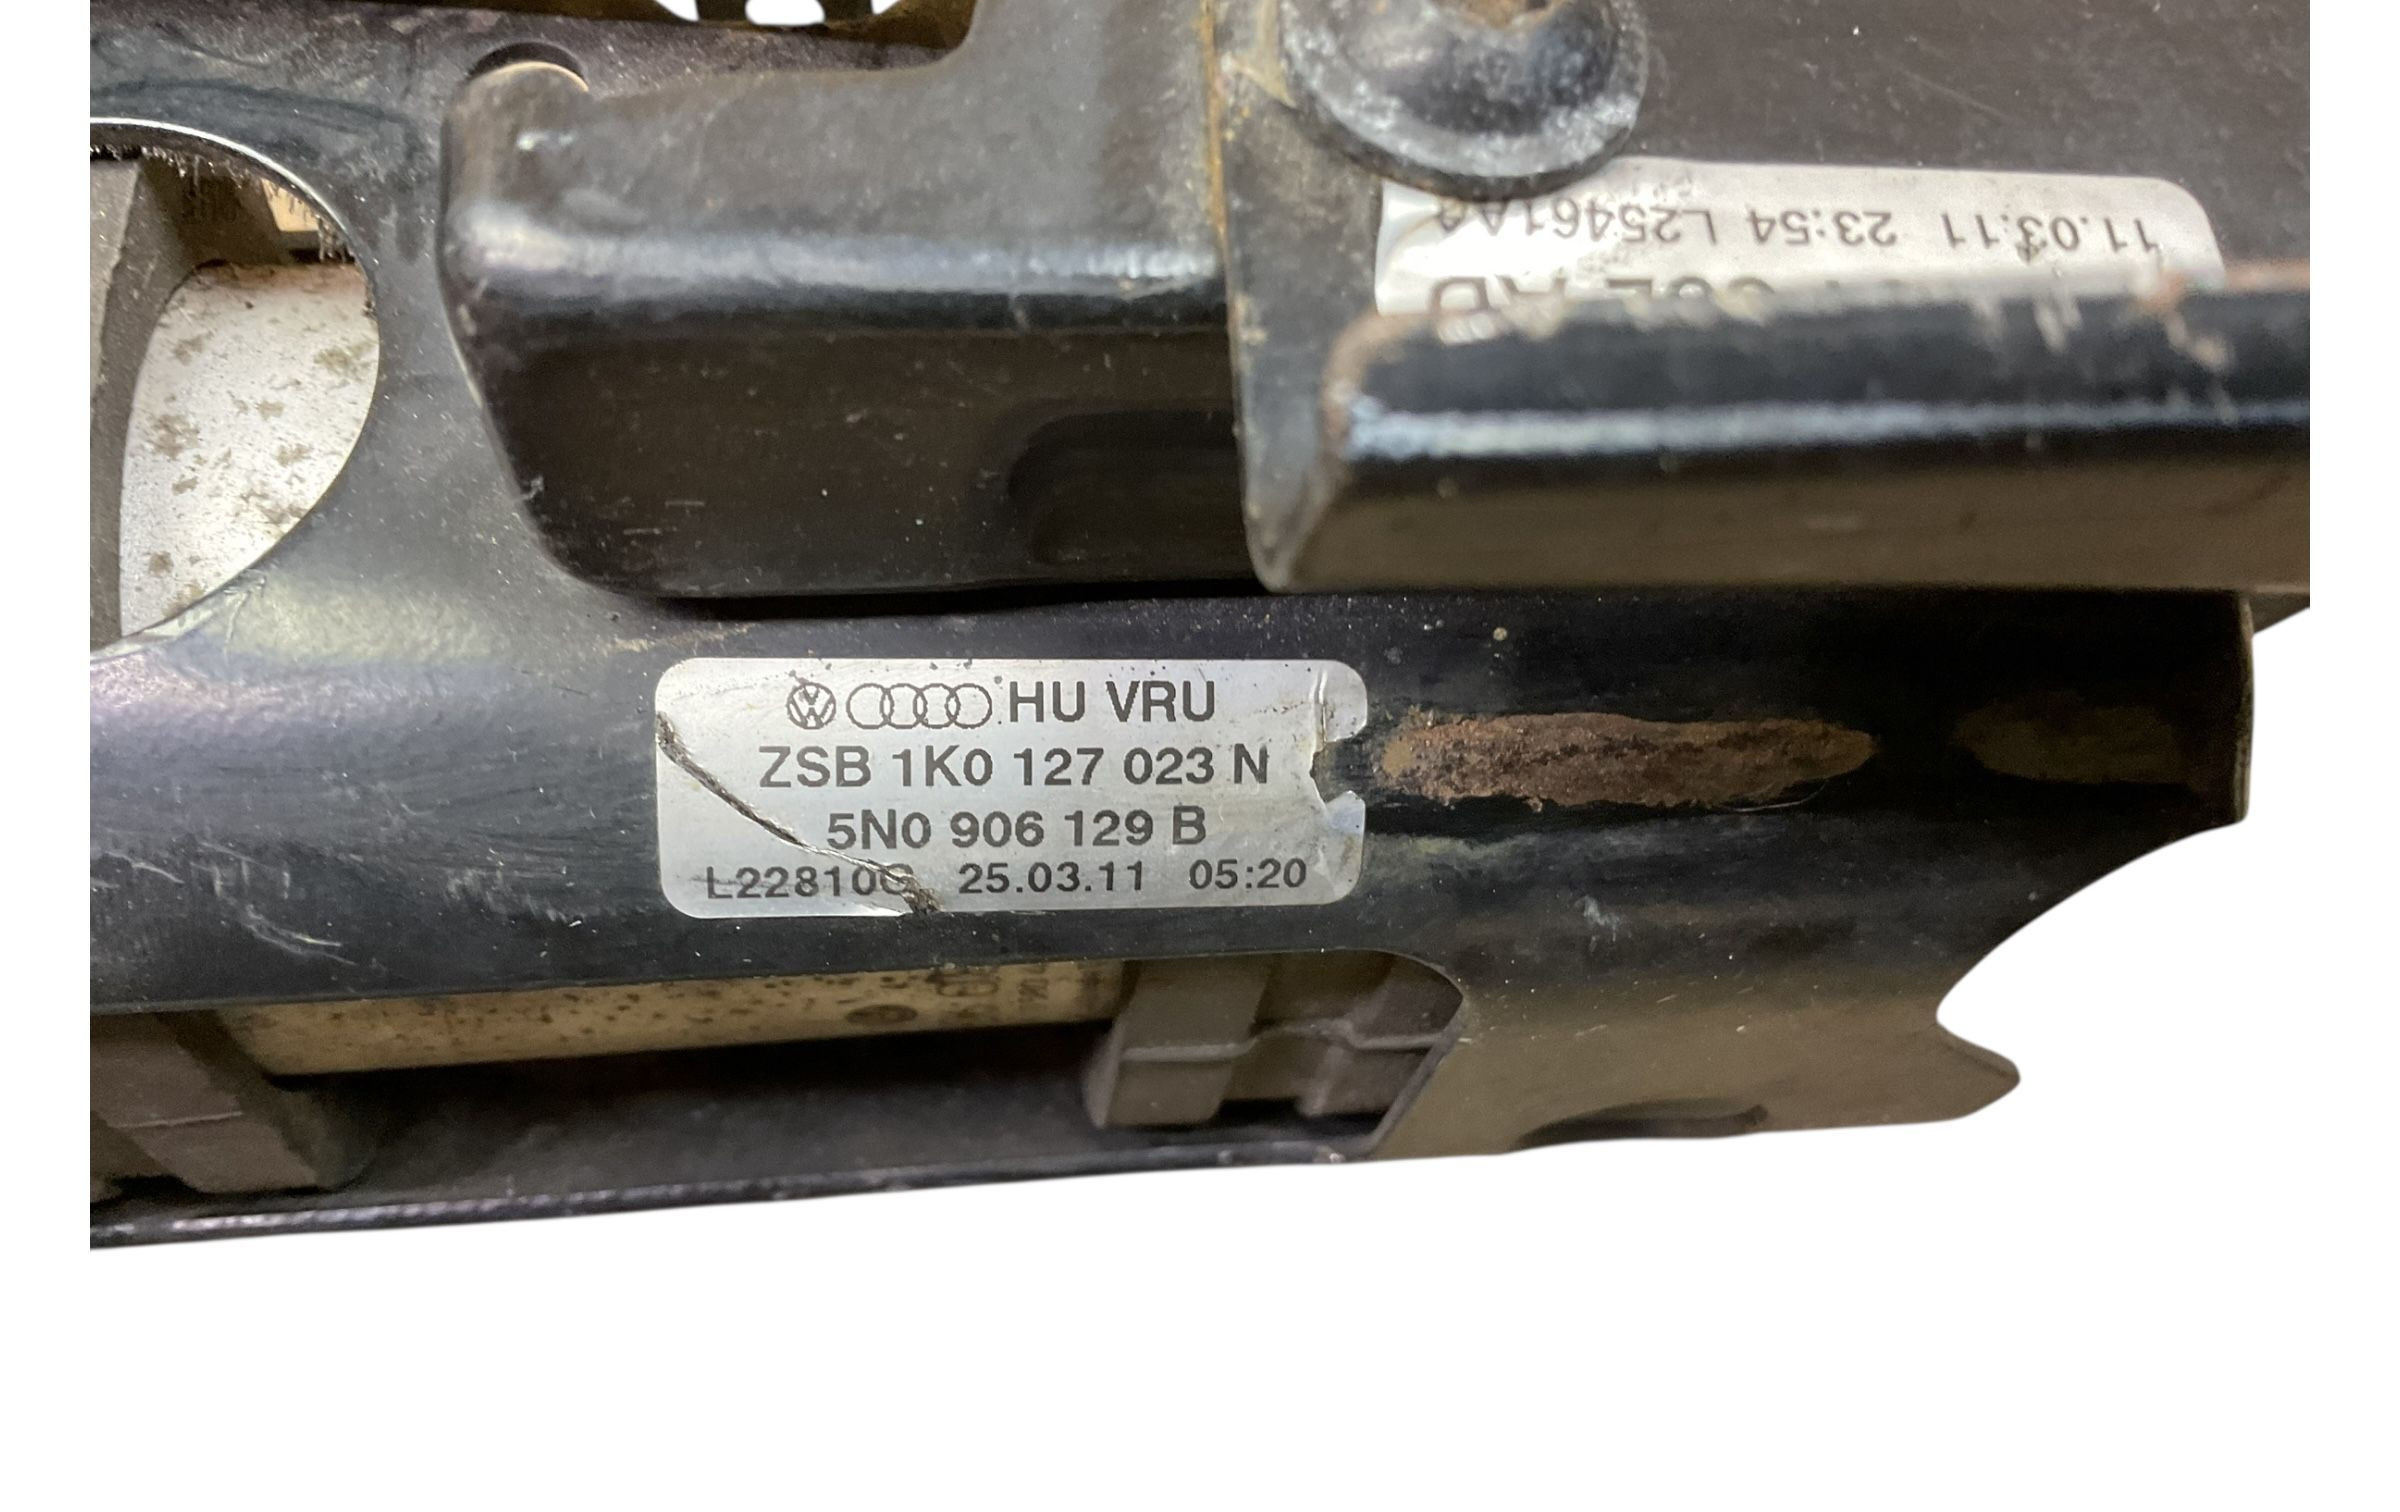 11.03.11 23:54 L25461AA
HU VRU
ZSB 1K0 127 023 N
5N0 906 129 B
L22810G 25.03.11 05:20